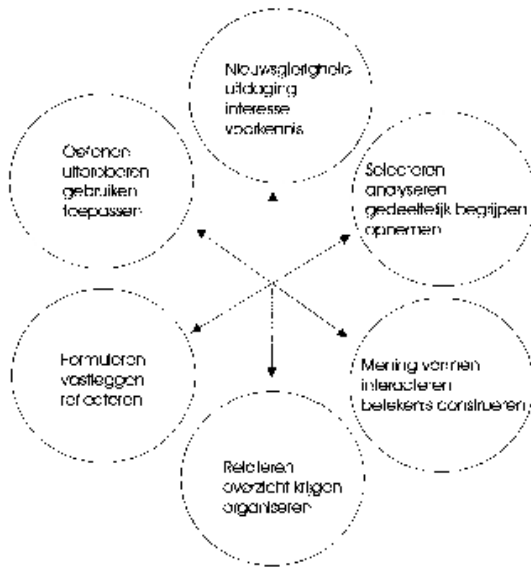 Nieuwsgierigheid
uitdaging
interesse
voorkennis
Selecteren
analyseren
gedeeltelijk begrijpen
opnemen
Mening vormen
interacteren
betekenis construeren
Relateren
overzicht krijgen
organiseren
Formuleren
vastleggen
reflecteren
Oefenen
uitproberen
gebruiken
toepassen